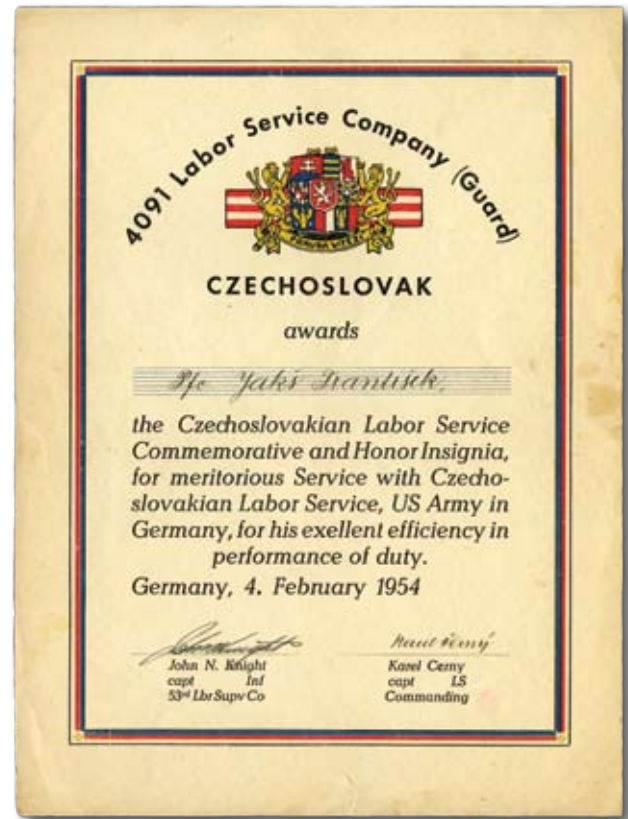 4091 Labor Service Company (Guard)
PRAVDA VÍTĚZÍ
CZECHOSLOVAK
awards
Pfc Jakš František,
the Czechoslovakian Labor Service
Commemorative and Honor Insignia,
for meritorious Service with Czecho-
slovakian Labor Service, US Army in
Germany, for his exellent efficiency in
performance of duty.
Germany, 4. February 1954
Karel Černý
John N. Knight
Karel Cerny
capt Inf
capt LS
53rd Lbr Supv Co
Commanding